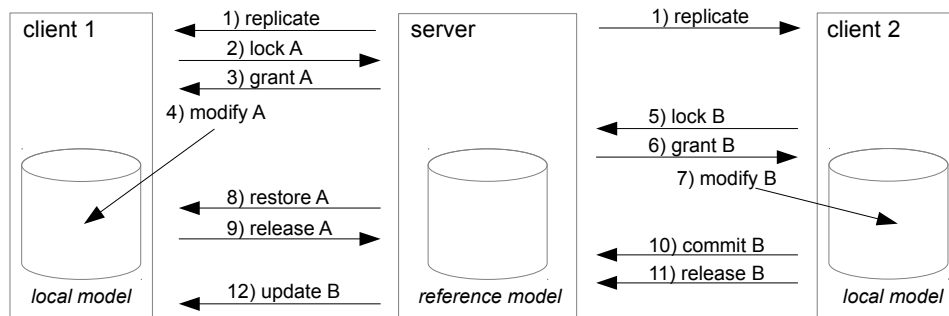 client 1
server
client 2
1) replicate
1) replicate
2) lock A
3) grant A
4) modify A
5) lock B
6) grant B
7) modify B
8) restore A
9) release A
10) commit B
11) release B
12) update B
local model
reference model
local model